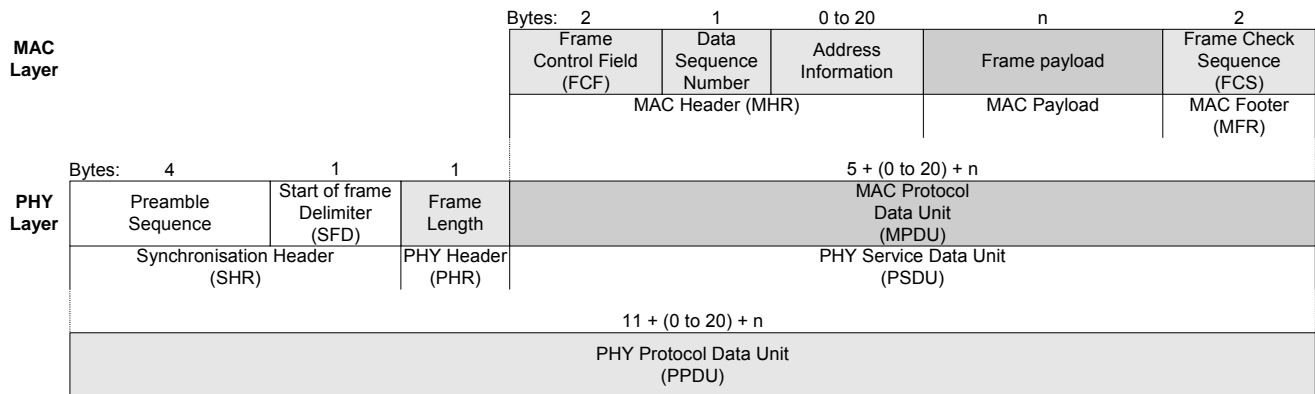 Bytes: 2 1 0 to 20 n 2
MAC
Layer
Frame
Control Field
(FCF)
Data
Sequence
Number
Address
Information
Frame payload
Frame Check
Sequence
(FCS)
MAC Header (MHR)
MAC Payload
MAC Footer
(MFR)
Bytes: 4 1 1 5 + (0 to 20) + n
PHY
Layer
Preamble
Sequence
Start of frame
Delimiter
(SFD)
Frame
Length
MAC Protocol
Data Unit
(MPDU)
Synchronisation Header
(SHR)
PHY Header
(PHR)
PHY Service Data Unit
(PSDU)
11 + (0 to 20) + n
PHY Protocol Data Unit
(PPDU)